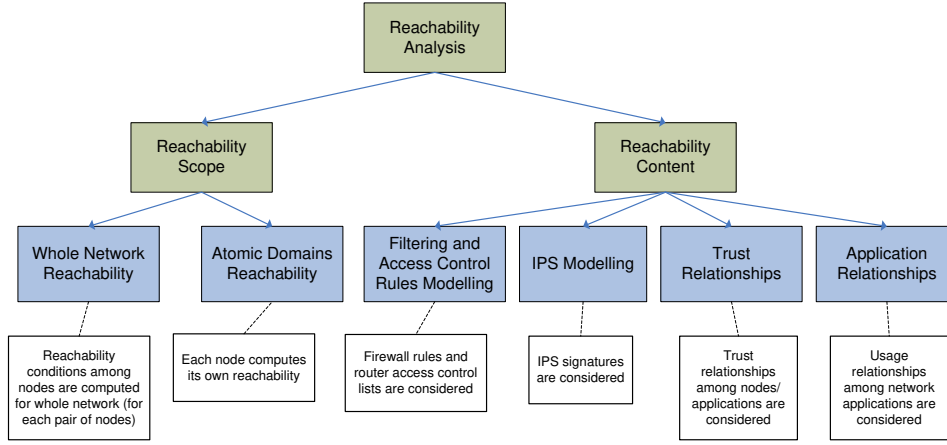 Reachability
Analysis
Reachability
Scope
Reachability
Content
Whole Network
Reachability
Atomic Domains
Reachability
Filtering and
Access Control
Rules Modelling
IPS Modelling
Trust
Relationships
Application
Relationships
Reachability
conditions among
nodes are computed
for whole network (for
each pair of nodes)
Each node computes
its own reachability
Firewall rules and
router access control
lists are considered
IPS signatures
are considered
Trust
relationships
among nodes/
applications are
considered
Usage
relationships
among network
applications are
considered